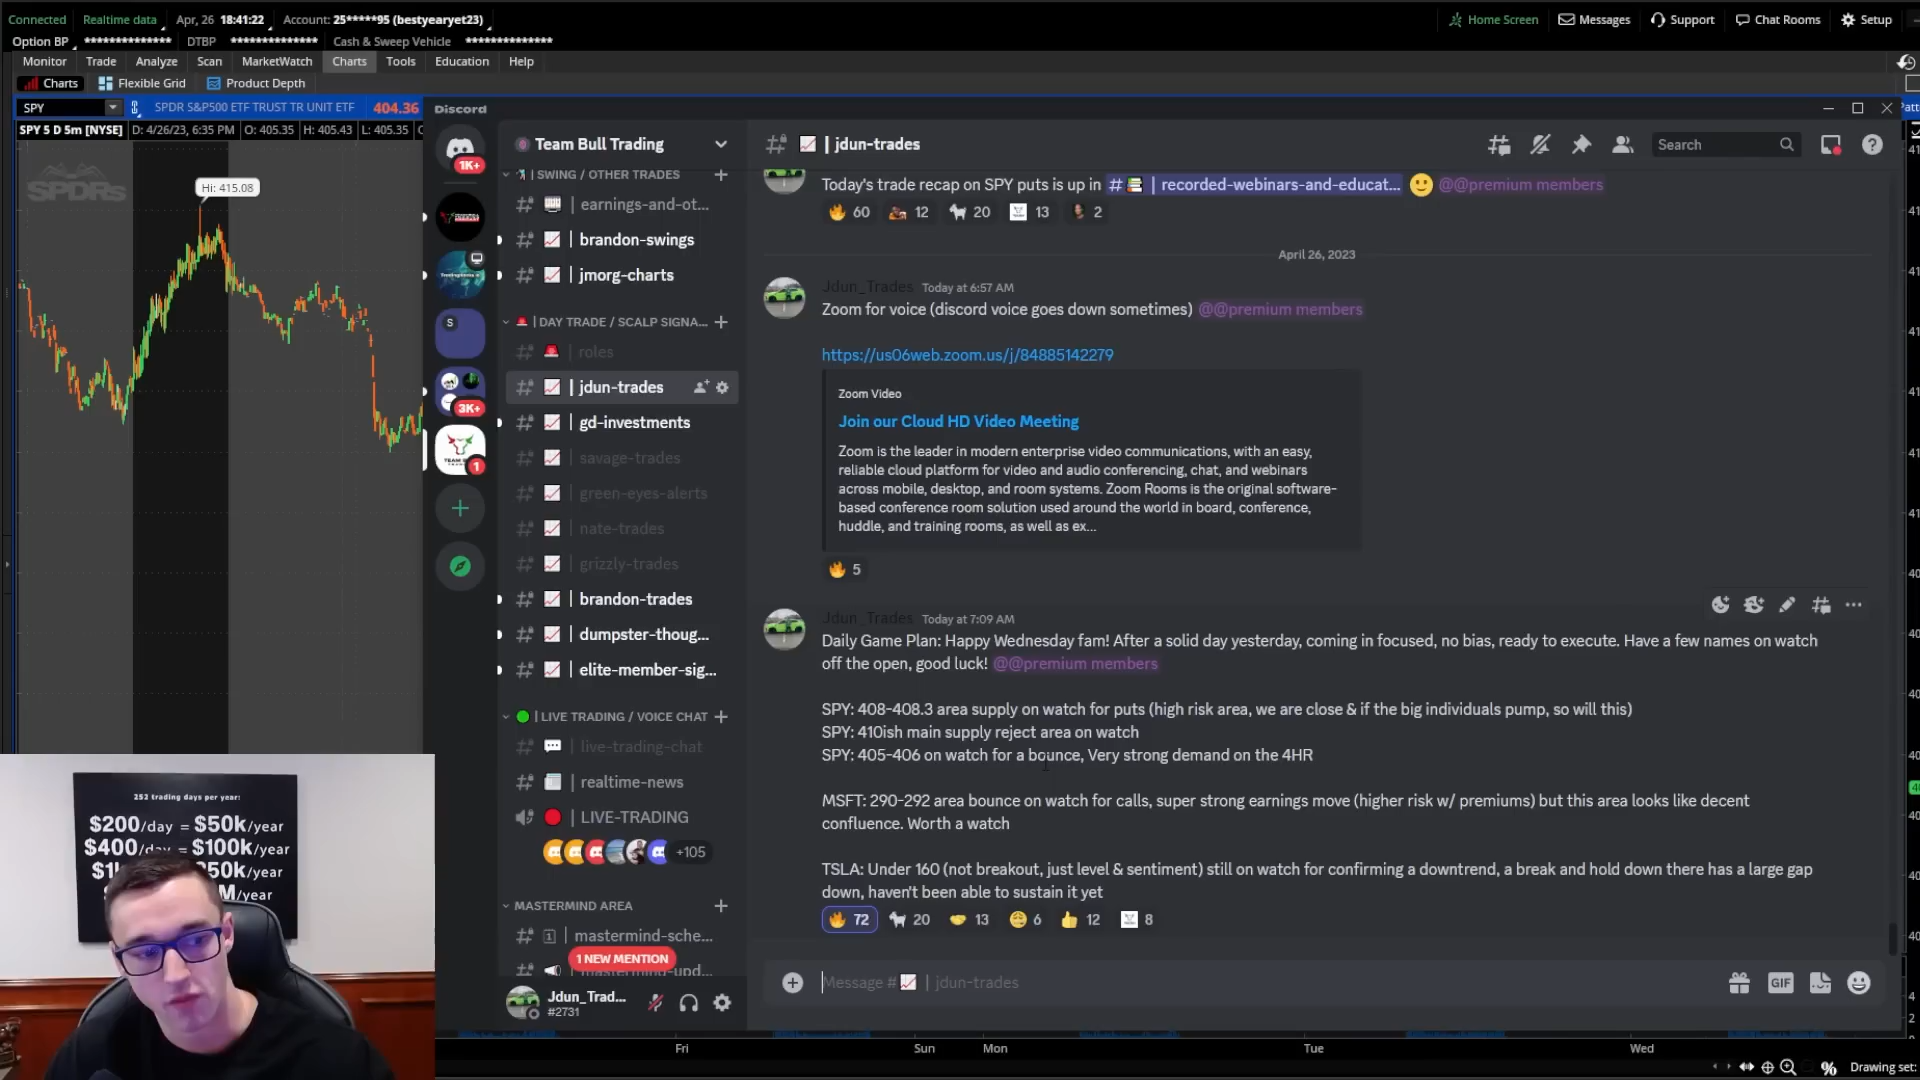 Connected Realtime data Apr, 26 18:41:22 Account: 25*****95 (bestyearyet23) Home Screen Messages Support Chat Rooms Setup
Option BP ************** DTBP ************** Cash & Sweep Vehicle **************
Monitor Trade Analyze Scan MarketWatch Charts Tools Education Help
Charts Flexible Grid Product Depth
SPY SPDR S&P500 ETF TRUST TR UNIT ETF 404.36
SPY 5 D 5m [NYSE] D: 4/26/23, 6:35 PM O: 405.35 H: 405.43 L: 405.35
SPDRs
Hi: 415.08
Discord
1K+
S
3K+
1
Team Bull Trading
| SWING / OTHER TRADES
| earnings-and-ot...
| brandon-swings
| jmorg-charts
| DAY TRADE / SCALP SIGNA...
| roles
| jdun-trades
| gd-investments
| savage-trades
| green-eyes-alerts
| nate-trades
| grizzly-trades
| brandon-trades
| dumpster-thoug...
| elite-member-sig...
| LIVE TRADING / VOICE CHAT
| live-trading-chat
| realtime-news
| LIVE-TRADING
+105
MASTERMIND AREA
| mastermind-sche...
1 NEW MENTION
Jdun_Trad...
#2731
| jdun-trades
Search
Today's trade recap on SPY puts is up in # | recorded-webinars-and-educat... @@premium members
60 12 20 13 2
April 26, 2023
Jdun_Trades Today at 6:57 AM
Zoom for voice (discord voice goes down sometimes) @@premium members
https://us06web.zoom.us/j/84885142279
Zoom Video
Join our Cloud HD Video Meeting
Zoom is the leader in modern enterprise video communications, with an easy,
reliable cloud platform for video and audio conferencing, chat, and webinars
across mobile, desktop, and room systems. Zoom Rooms is the original software-
based conference room solution used around the world in board, conference,
huddle, and training rooms, as well as ex...
5
Jdun_Trades Today at 7:09 AM
Daily Game Plan: Happy Wednesday fam! After a solid day yesterday, coming in focused, no bias, ready to execute. Have a few names on watch
off the open, good luck! @@premium members
SPY: 408-408.3 area supply on watch for puts (high risk area, we are close & if the big individuals pump, so will this)
SPY: 410ish main supply reject area on watch
SPY: 405-406 on watch for a bounce, Very strong demand on the 4HR
MSFT: 290-292 area bounce on watch for calls, super strong earnings move (higher risk w/ premiums) but this area looks like decent
confluence. Worth a watch
TSLA: Under 160 (not breakout, just level & sentiment) still on watch for confirming a downtrend, a break and hold down there has a large gap
down, haven't been able to sustain it yet
72 20 13 6 12 8
Message # | jdun-trades
GIF
252 trading days per year:
$200/day = $50k/year
$400/day = $100k/year
Fri Sun Mon Tue Wed
Drawing set: